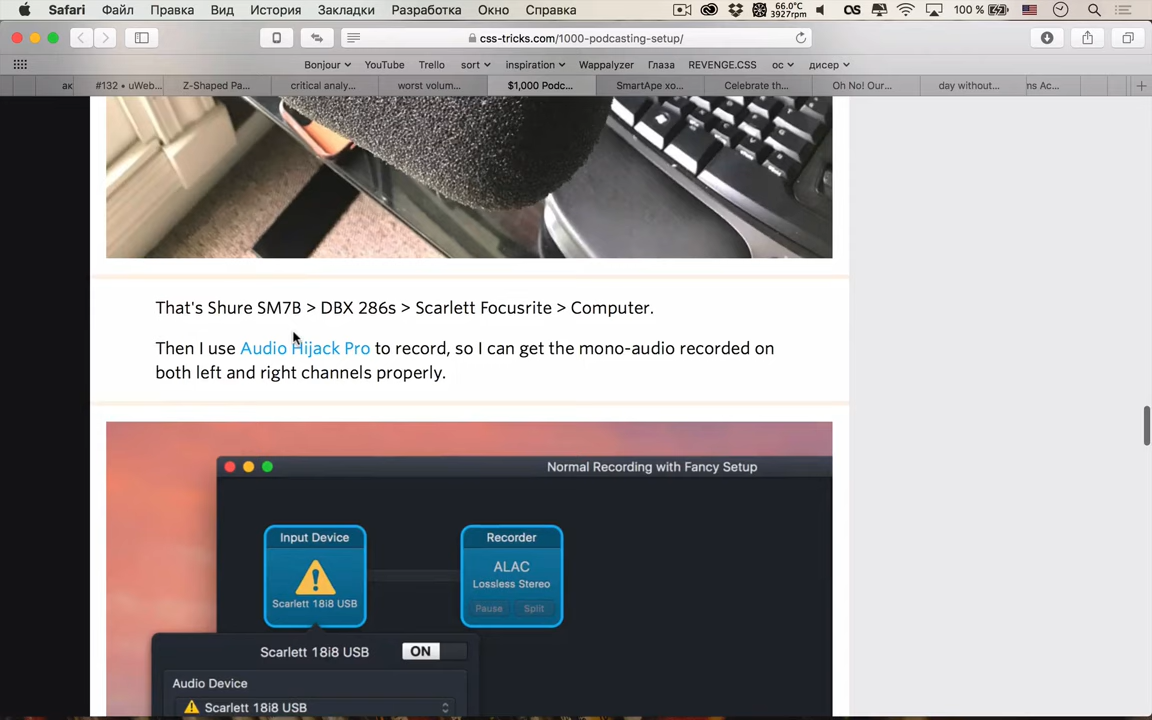 Safari Файл Правка Вид История Закладки Разработка Окно Справка 66.0°C 3927rpm 100 %
css-tricks.com/1000-podcasting-setup/
Bonjour YouTube Trello sort inspiration Wappalyzer Глаза REVENGE.CSS ос дисер
ак #132 • uWeb... Z-Shaped Pa... critical analy... worst volum... $1,000 Podc... SmartApe хо... Celebrate th... Oh No! Our... day without... ns Ac...
That's Shure SM7B > DBX 286s > Scarlett Focusrite > Computer.
Then I use Audio Hijack Pro to record, so I can get the mono-audio recorded on
both left and right channels properly.
Normal Recording with Fancy Setup
Input Device
Scarlett 18i8 USB
Recorder
ALAC
Lossless Stereo
Pause Split
Scarlett 18i8 USB ON
Audio Device
Scarlett 18i8 USB